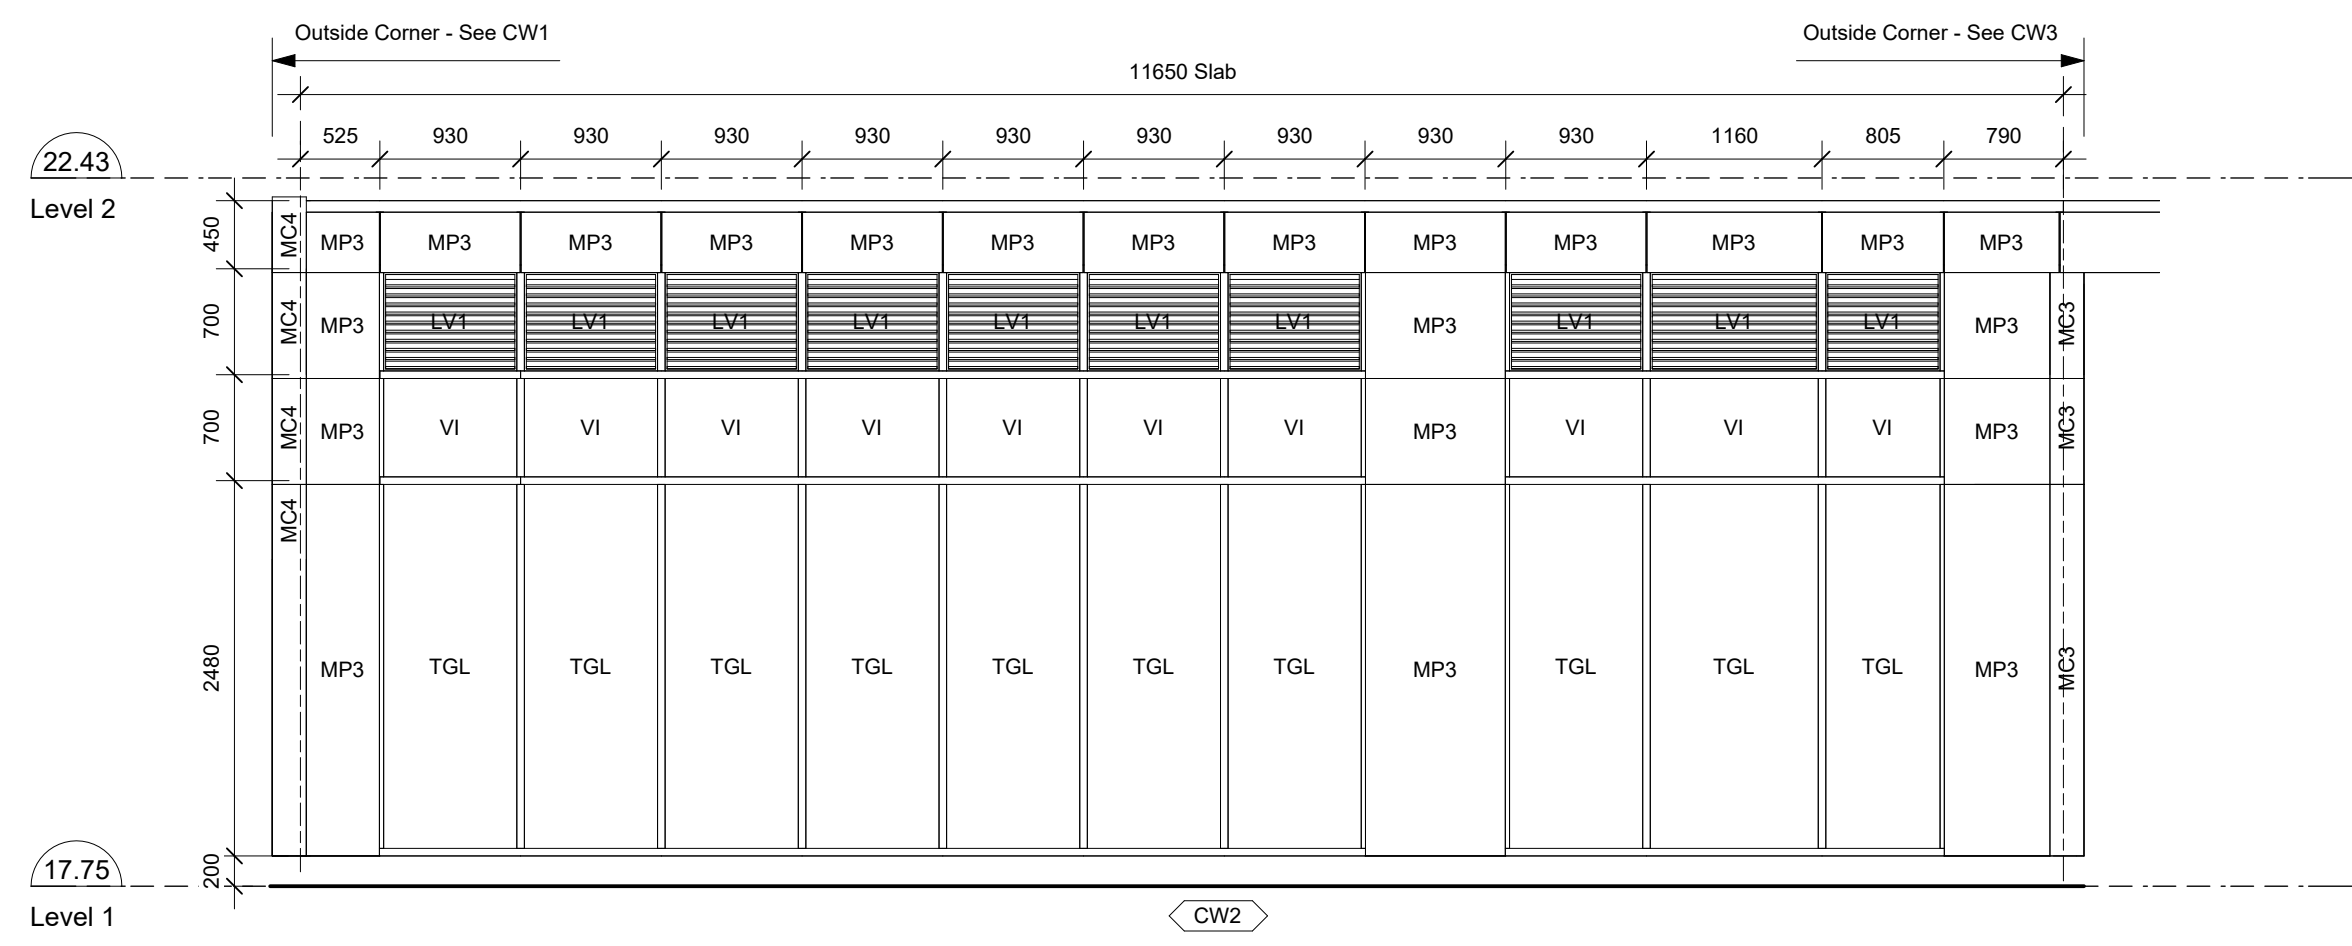 Outside Corner - See CW1
Outside Corner - See CW3
11650 Slab
525 930 930 930 930 930 930 930 930 930 1160 805 790
22.43
Level 2
450
MC4 MP3 MP3 MP3 MP3 MP3 MP3 MP3 MP3 MP3 MP3 MP3 MP3 MP3
700
MC4 MP3 LV1 LV1 LV1 LV1 LV1 LV1 LV1 MP3 LV1 LV1 LV1 MP3 MC3
700
MC4 MP3 VI VI VI VI VI VI VI MP3 VI VI VI MP3 MC3
MC4
2480
MP3 TGL TGL TGL TGL TGL TGL TGL MP3 TGL TGL TGL MP3 MC3
200
17.75
Level 1
CW2